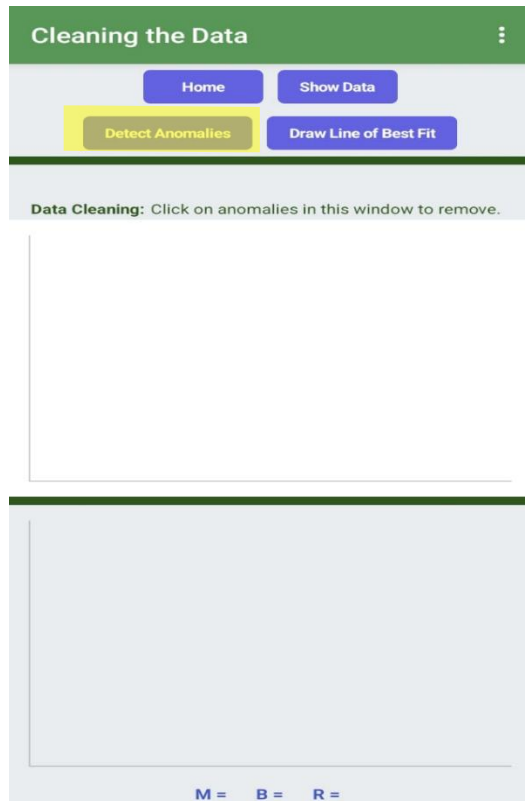 Cleaning the Data
Home Show Data
Detect Anomalies Draw Line of Best Fit
Data Cleaning: Click on anomalies in this window to remove.
M = B = R =